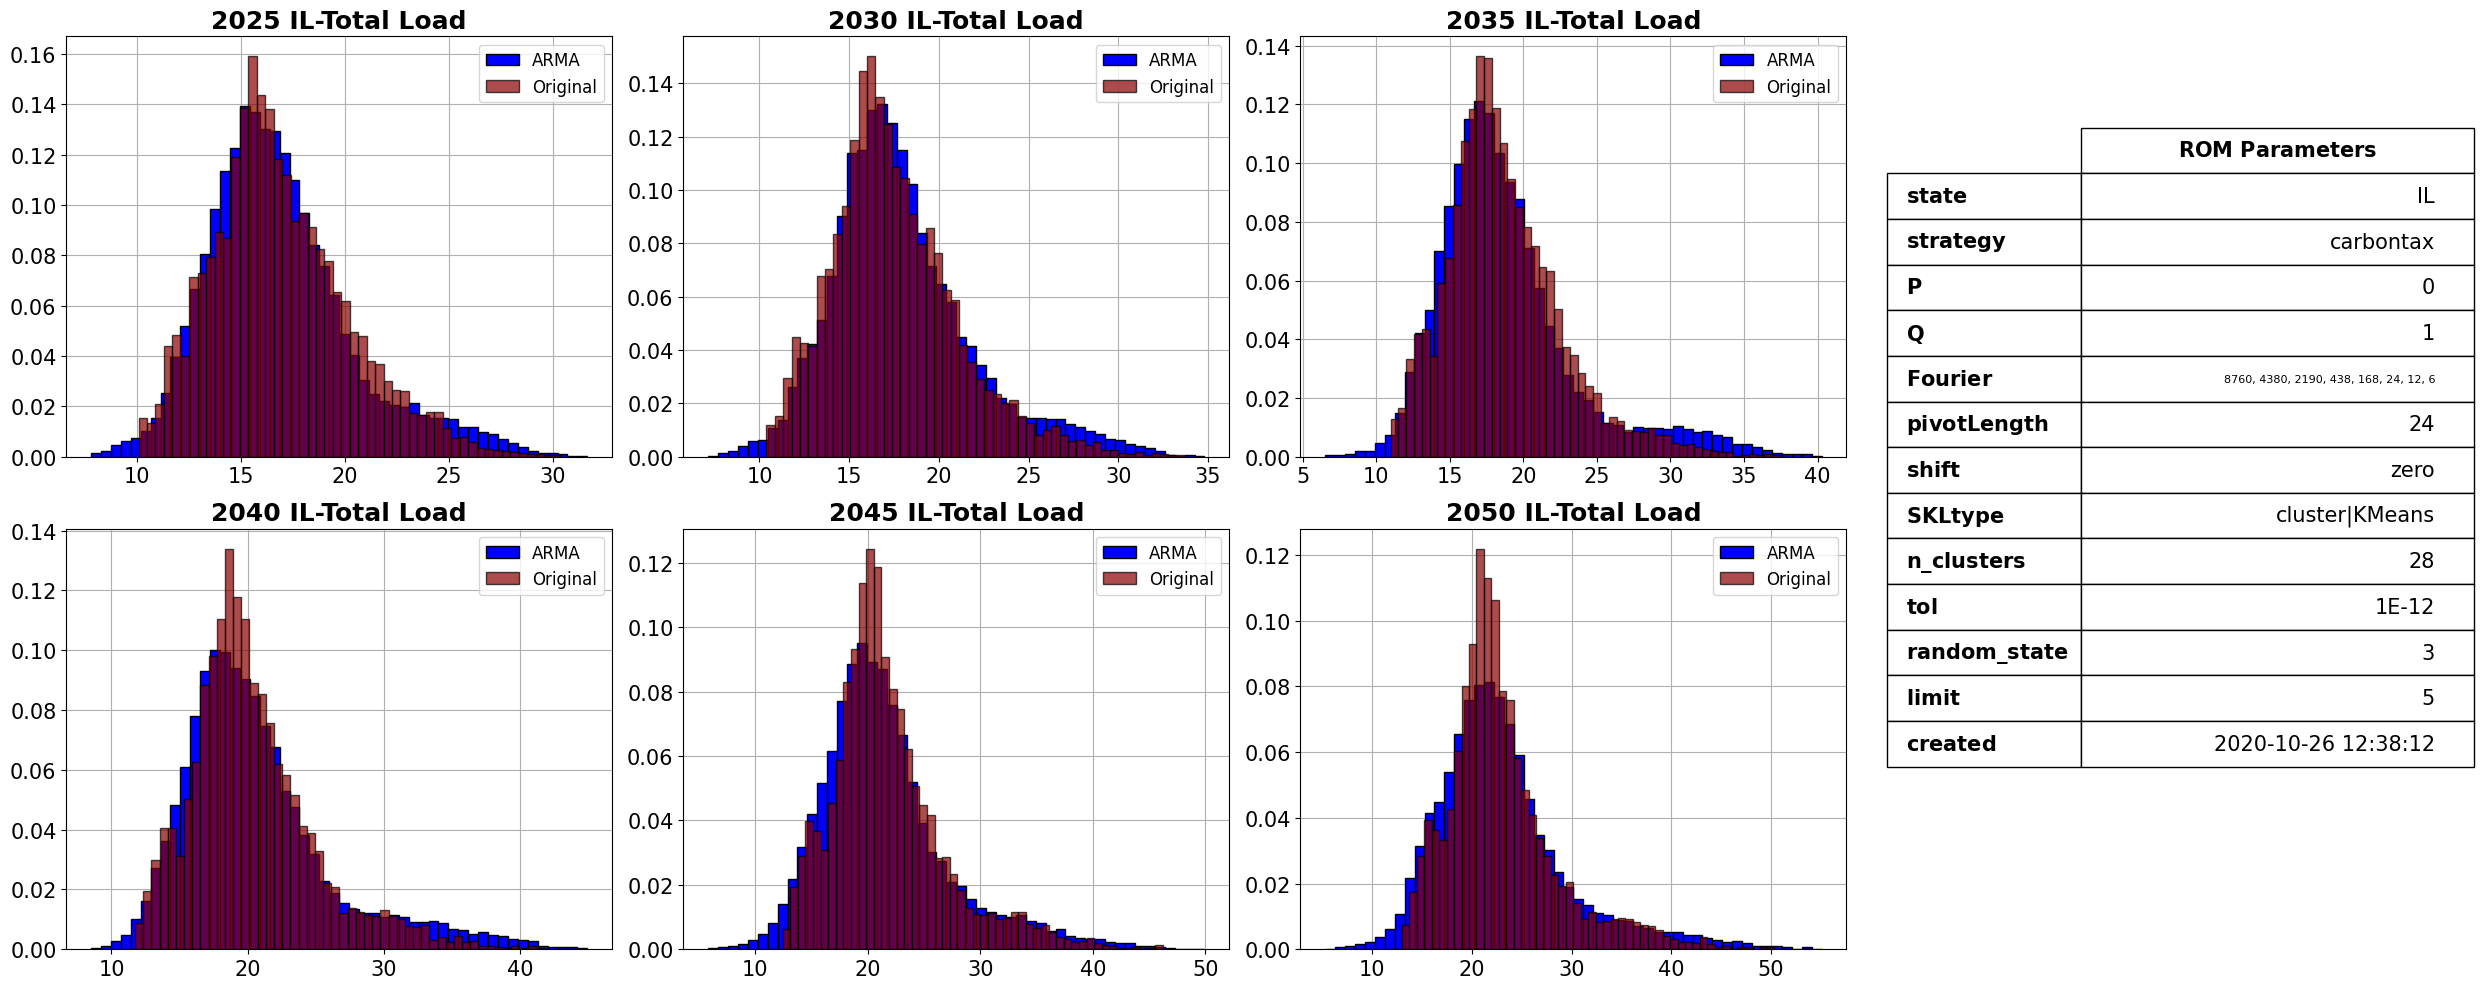 2025 IL-Total Load
ARMA
Original
0.16
0.14
0.12
0.10
0.08
0.06
0.04
0.02
0.00
10 15 20 25 30
2030 IL-Total Load
ARMA
Original
0.14
0.12
0.10
0.08
0.06
0.04
0.02
0.00
10 15 20 25 30 35
2035 IL-Total Load
ARMA
Original
0.14
0.12
0.10
0.08
0.06
0.04
0.02
0.00
5 10 15 20 25 30 35 40
2040 IL-Total Load
ARMA
Original
0.14
0.12
0.10
0.08
0.06
0.04
0.02
0.00
10 20 30 40
2045 IL-Total Load
ARMA
Original
0.12
0.10
0.08
0.06
0.04
0.02
0.00
10 20 30 40 50
2050 IL-Total Load
ARMA
Original
0.12
0.10
0.08
0.06
0.04
0.02
0.00
10 20 30 40 50
ROM Parameters
state IL
strategy carbontax
P 0
Q 1
Fourier 8760, 4380, 2190, 438, 168, 24, 12, 6
pivotLength 24
shift zero
SKLtype cluster|KMeans
n_clusters 28
tol 1E-12
random_state 3
limit 5
created 2020-10-26 12:38:12